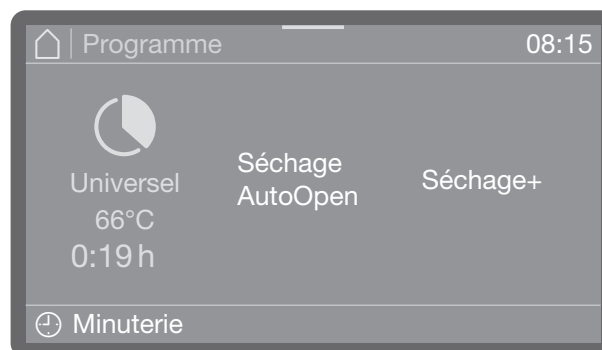 Programme
08:15
Universel
66°C
0:19 h
Séchage
AutoOpen
Séchage+
Minuterie